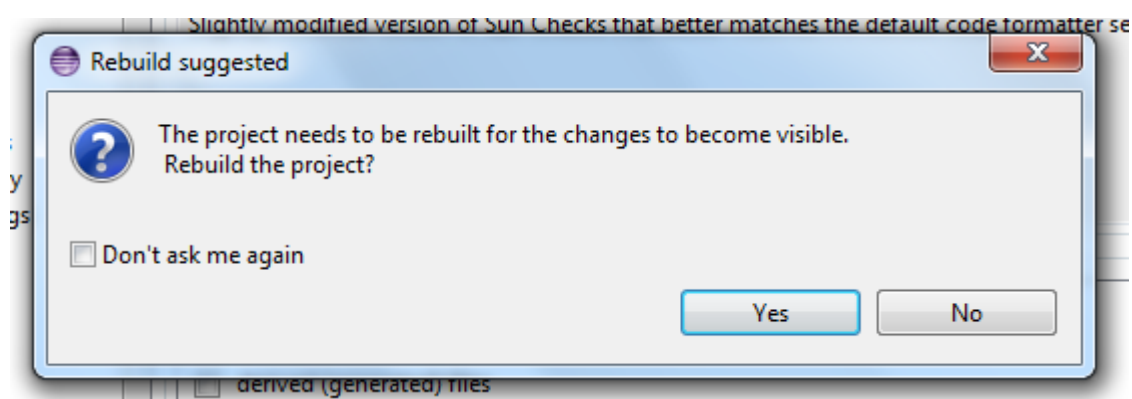 Slightly modified version of Sun Checks that better matches the default code formatter se
Rebuild suggested
The project needs to be rebuilt for the changes to become visible.
Rebuild the project?
y
gs
Don't ask me again
Yes
No
derived (generated) files